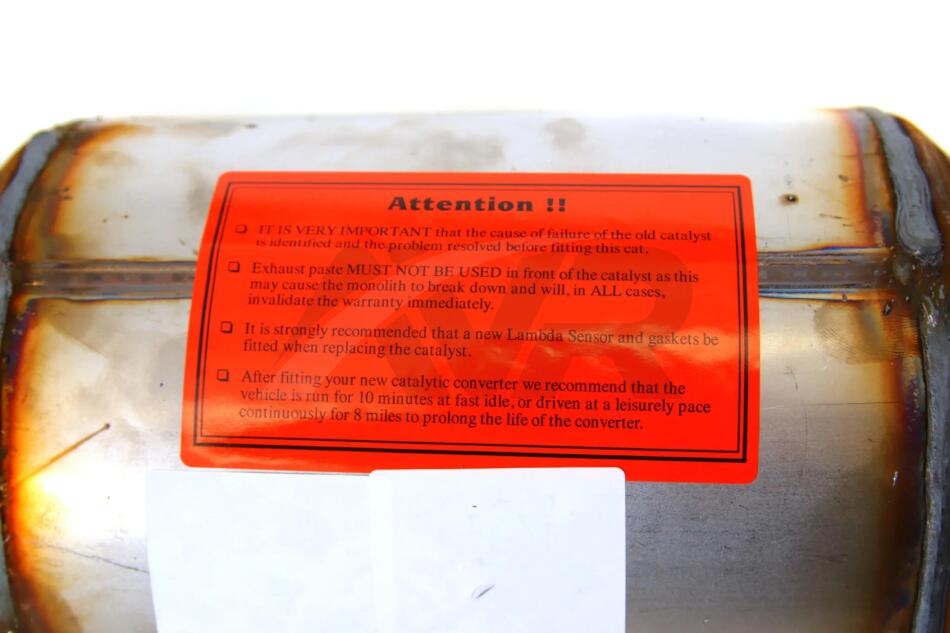 Attention !!
❏ IT IS VERY IMPORTANT that the cause of failure of the old catalyst
is identified and the problem resolved before fitting this cat.
❏ Exhaust paste MUST NOT BE USED in front of the catalyst as this
may cause the monolith to break down and will, in ALL cases,
invalidate the warranty immediately.
❏ It is strongly recommended that a new Lambda Sensor and gaskets be
fitted when replacing the catalyst.
❏ After fitting your new catalytic converter we recommend that the
vehicle is run for 10 minutes at fast idle, or driven at a leisurely pace
continuously for 8 miles to prolong the life of the converter.